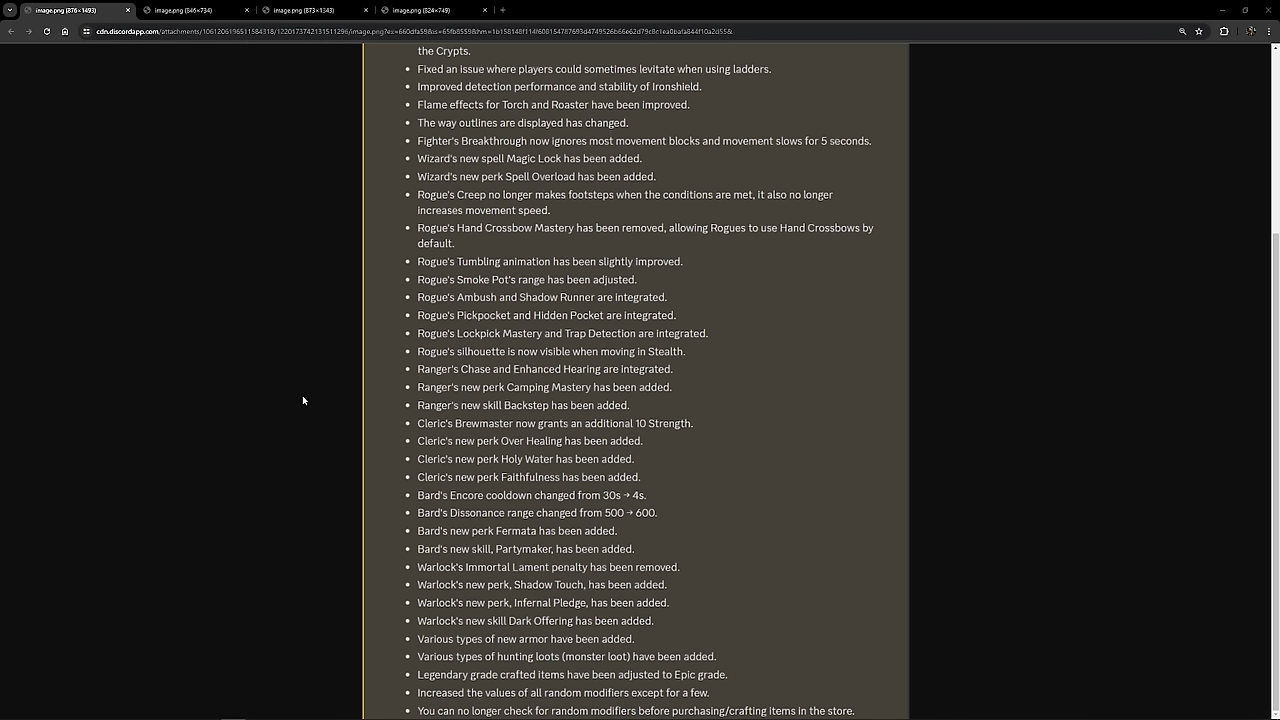 image.png (876×1493)
image.png (846×734)
image.png (873×1343)
image.png (824×749)
the Crypts.
• Fixed an issue where players could sometimes levitate when using ladders.
• Improved detection performance and stability of Ironshield.
• Flame effects for Torch and Roaster have been improved.
• The way outlines are displayed has changed.
• Fighter's Breakthrough now ignores most movement blocks and movement slows for 5 seconds.
• Wizard's new spell Magic Lock has been added.
• Wizard's new perk Spell Overload has been added.
• Rogue's Creep no longer makes footsteps when the conditions are met, it also no longer
increases movement speed.
• Rogue's Hand Crossbow Mastery has been removed, allowing Rogues to use Hand Crossbows by
default.
• Rogue's Tumbling animation has been slightly improved.
• Rogue's Smoke Pot's range has been adjusted.
• Rogue's Ambush and Shadow Runner are integrated.
• Rogue's Pickpocket and Hidden Pocket are integrated.
• Rogue's Lockpick Mastery and Trap Detection are integrated.
• Rogue's silhouette is now visible when moving in Stealth.
• Ranger's Chase and Enhanced Hearing are integrated.
• Ranger's new perk Camping Mastery has been added.
• Ranger's new skill Backstep has been added.
• Cleric's Brewmaster now grants an additional 10 Strength.
• Cleric's new perk Over Healing has been added.
• Cleric's new perk Holy Water has been added.
• Cleric's new perk Faithfulness has been added.
• Bard's Encore cooldown changed from 30s → 4s.
• Bard's Dissonance range changed from 500 → 600.
• Bard's new perk Fermata has been added.
• Bard's new skill, Partymaker, has been added.
• Warlock's Immortal Lament penalty has been removed.
• Warlock's new perk, Shadow Touch, has been added.
• Warlock's new perk, Infernal Pledge, has been added.
• Warlock's new skill Dark Offering has been added.
• Various types of new armor have been added.
• Various types of hunting loots (monster loot) have been added.
• Legendary grade crafted items have been adjusted to Epic grade.
• Increased the values of all random modifiers except for a few.
• You can no longer check for random modifiers before purchasing/crafting items in the store.